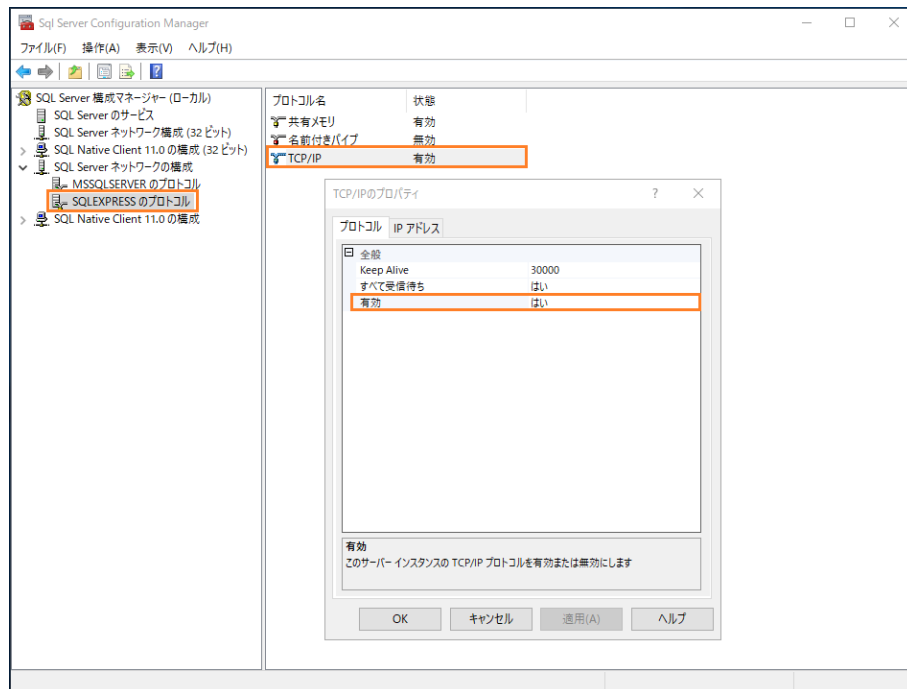 Sql Server Configuration Manager
ファイル(F) 操作(A) 表示(V) ヘルプ(H)
SQL Server 構成マネージャー (ローカル)
SQL Server のサービス
SQL Server ネットワーク構成 (32 ビット)
SQL Native Client 11.0 の構成 (32 ビット)
SQL Server ネットワークの構成
MSSQLSERVER のプロトコル
SQLEXPRESS のプロトコル
SQL Native Client 11.0 の構成
プロトコル名 状態
共有メモリ 有効
名前付きパイプ 無効
TCP/IP 有効
TCP/IPのプロパティ
プロトコル IP アドレス
全般
Keep Alive 30000
すべて受信待ち はい
有効 はい
有効
このサーバー インスタンスの TCP/IP プロトコルを有効または無効にします
OK キャンセル 適用(A) ヘルプ